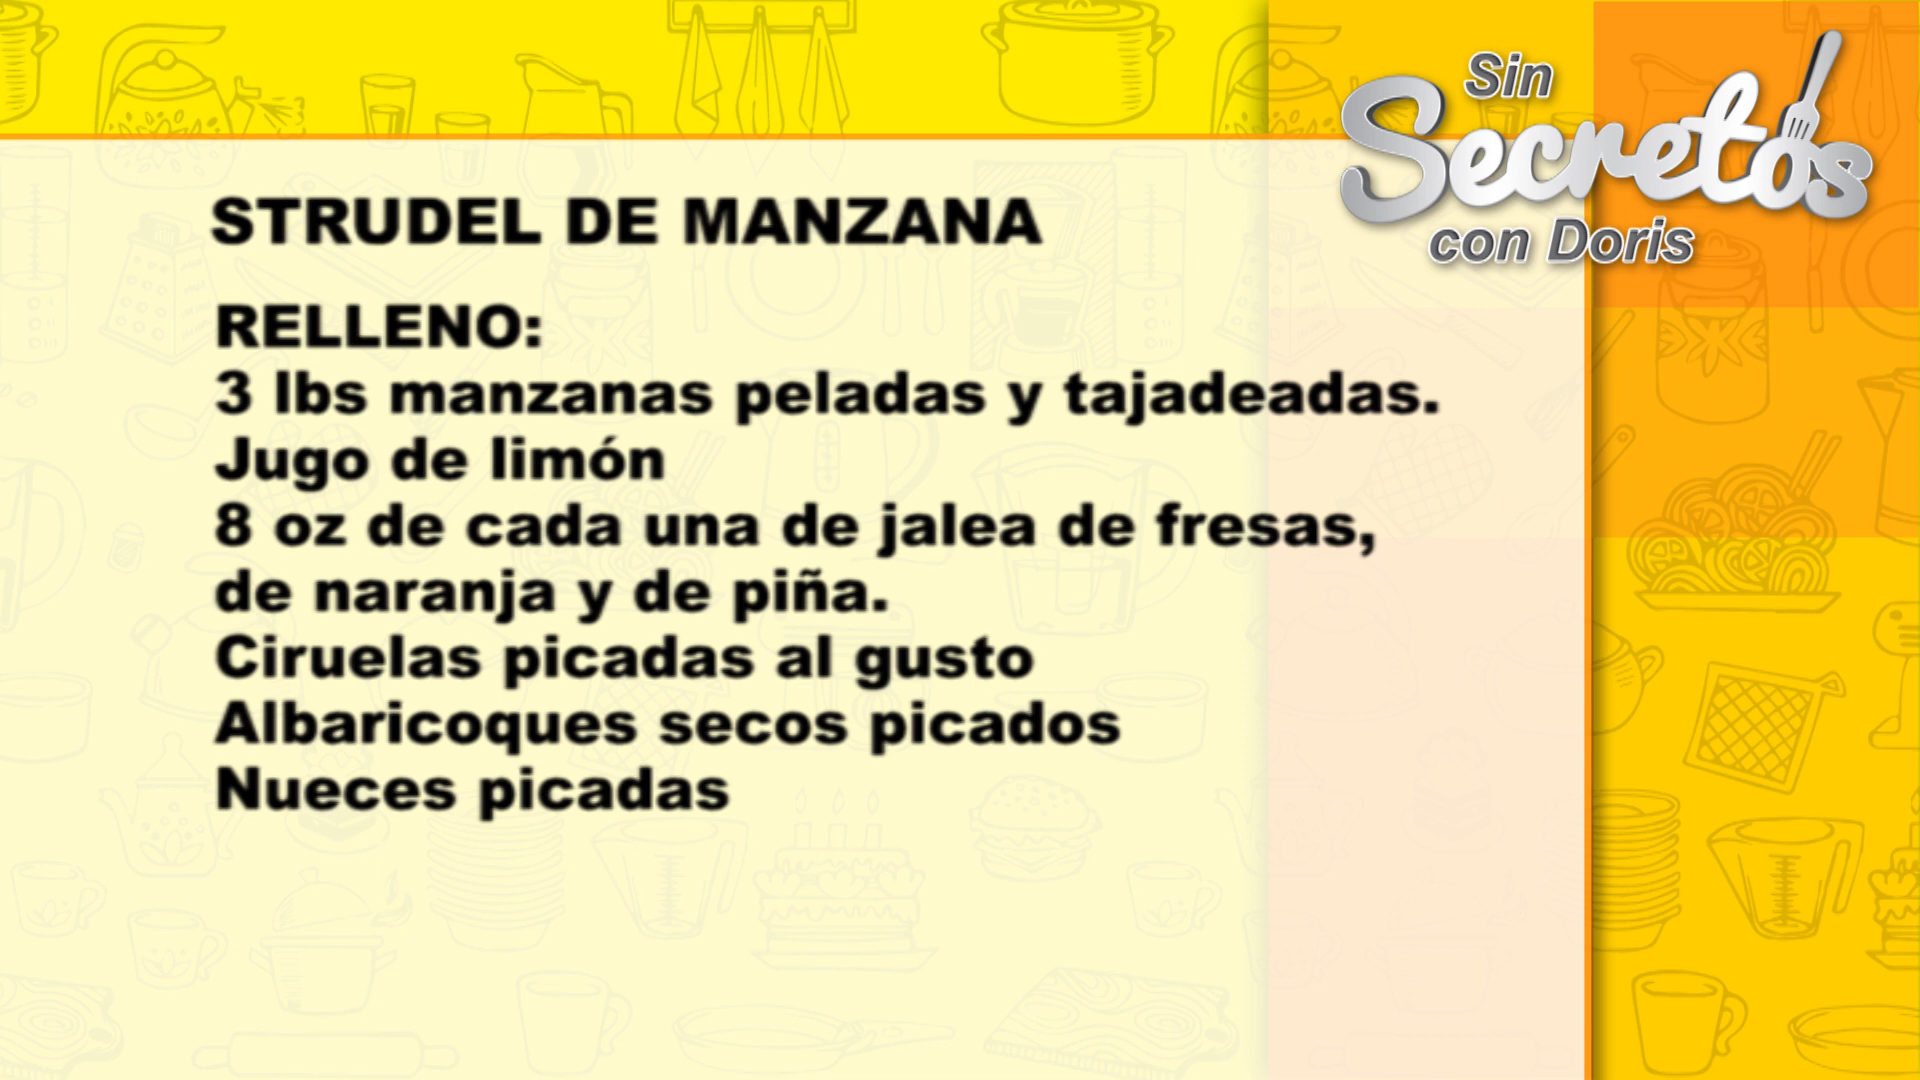 Sin
Secretos
con Doris
STRUDEL DE MANZANA
RELLENO:
3 lbs manzanas peladas y tajadeadas.
Jugo de limón
8 oz de cada una de jalea de fresas,
de naranja y de piña.
Ciruelas picadas al gusto
Albaricoques secos picados
Nueces picadas